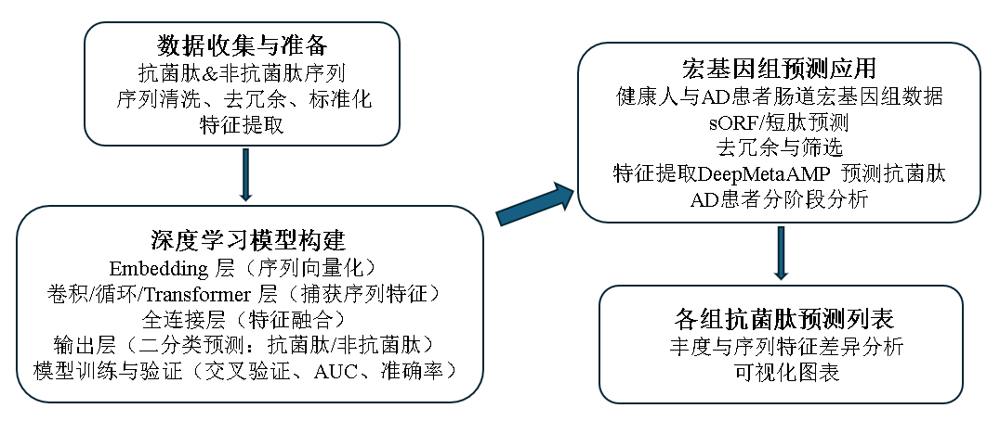 数据收集与准备
抗菌肽&非抗菌肽序列
序列清洗、去冗余、标准化
特征提取
深度学习模型构建
Embedding 层（序列向量化）
卷积/循环/Transformer 层（捕获序列特征）
全连接层（特征融合）
输出层（二分类预测：抗菌肽/非抗菌肽）
模型训练与验证（交叉验证、AUC、准确率）
宏基因组预测应用
健康人与AD患者肠道宏基因组数据
sORF/短肽预测
去冗余与筛选
特征提取DeepMetaAMP 预测抗菌肽
AD患者分阶段分析
各组抗菌肽预测列表
丰度与序列特征差异分析
可视化图表